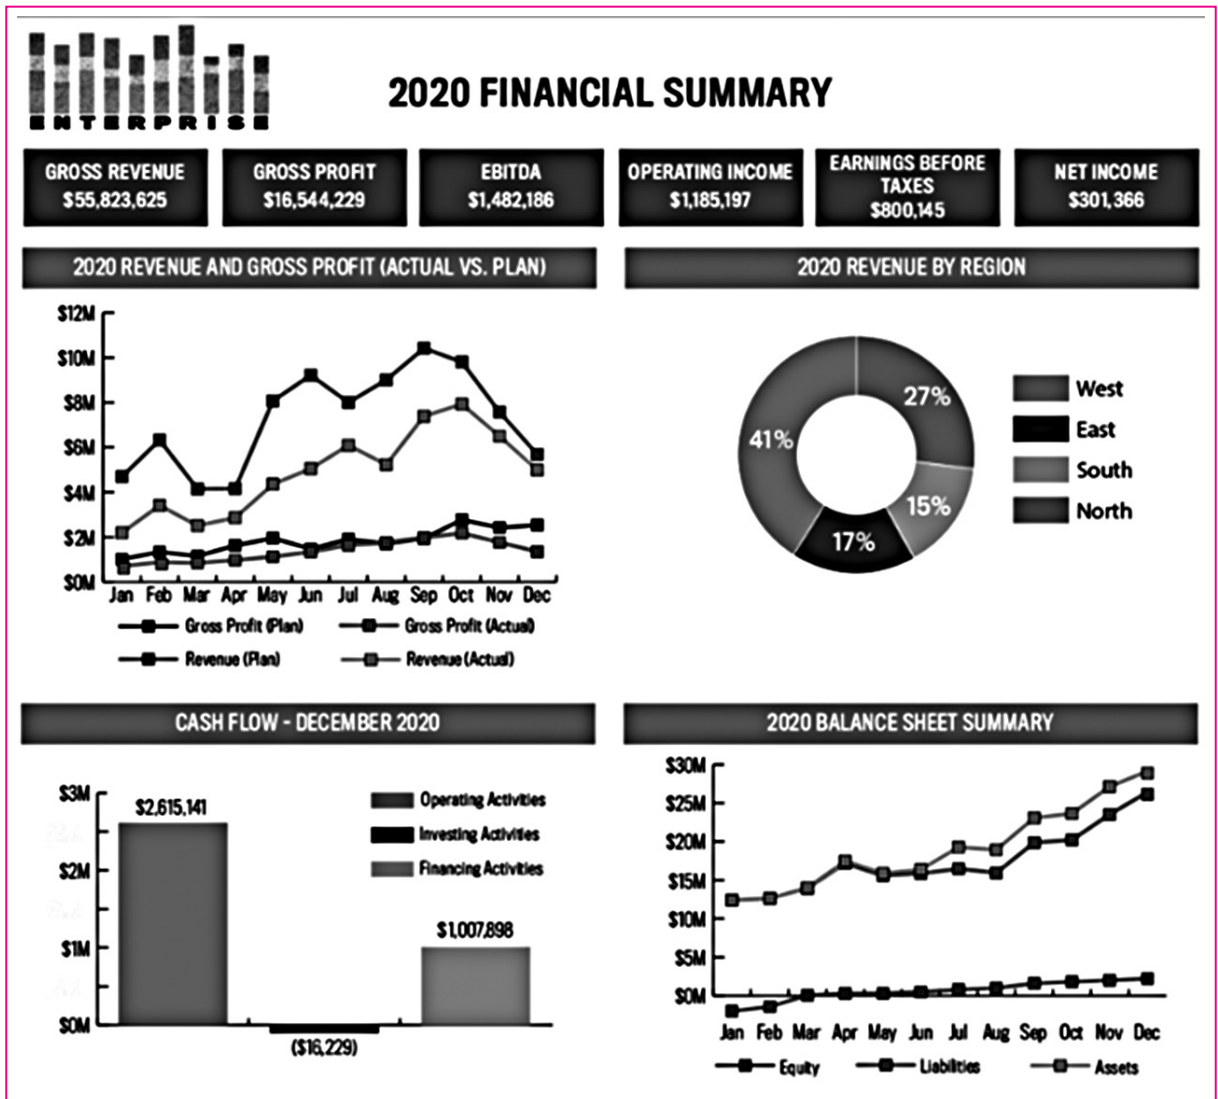 ENTERPRISE
2020 FINANCIAL SUMMARY
GROSS REVENUE
$55,823,625
GROSS PROFIT
$16,544,229
EBITDA
$1,482,186
OPERATING INCOME
$1,185,197
EARNINGS BEFORE
TAXES
$800,145
NET INCOME
$301,366
2020 REVENUE AND GROSS PROFIT (ACTUAL VS. PLAN)
$12M
$10M
$8M
$6M
$4M
$2M
$0M
Jan Feb Mar Apr May Jun Jul Aug Sep Oct Nov Dec
Gross Profit (Plan) Gross Profit (Actual)
Revenue (Plan) Revenue (Actual)
2020 REVENUE BY REGION
27%
41%
15%
17%
West
East
South
North
CASH FLOW - DECEMBER 2020
$3M
$2M
$1M
$0M
$2,615,141
($16,229)
$1,007,898
Operating Activities
Investing Activities
Financing Activities
2020 BALANCE SHEET SUMMARY
$30M
$25M
$20M
$15M
$10M
$5M
$0M
Jan Feb Mar Apr May Jun Jul Aug Sep Oct Nov Dec
Equity Liabilities Assets